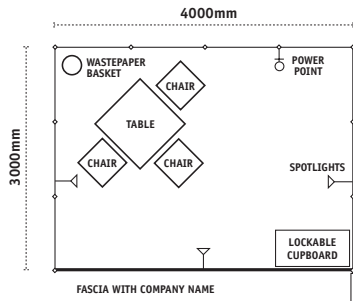 4000mm
WASTEPAPER
BASKET
POWER
POINT
CHAIR
TABLE
3000mm
CHAIR
CHAIR
SPOTLIGHTS
LOCKABLE
CUPBOARD
FASCIA WITH COMPANY NAME